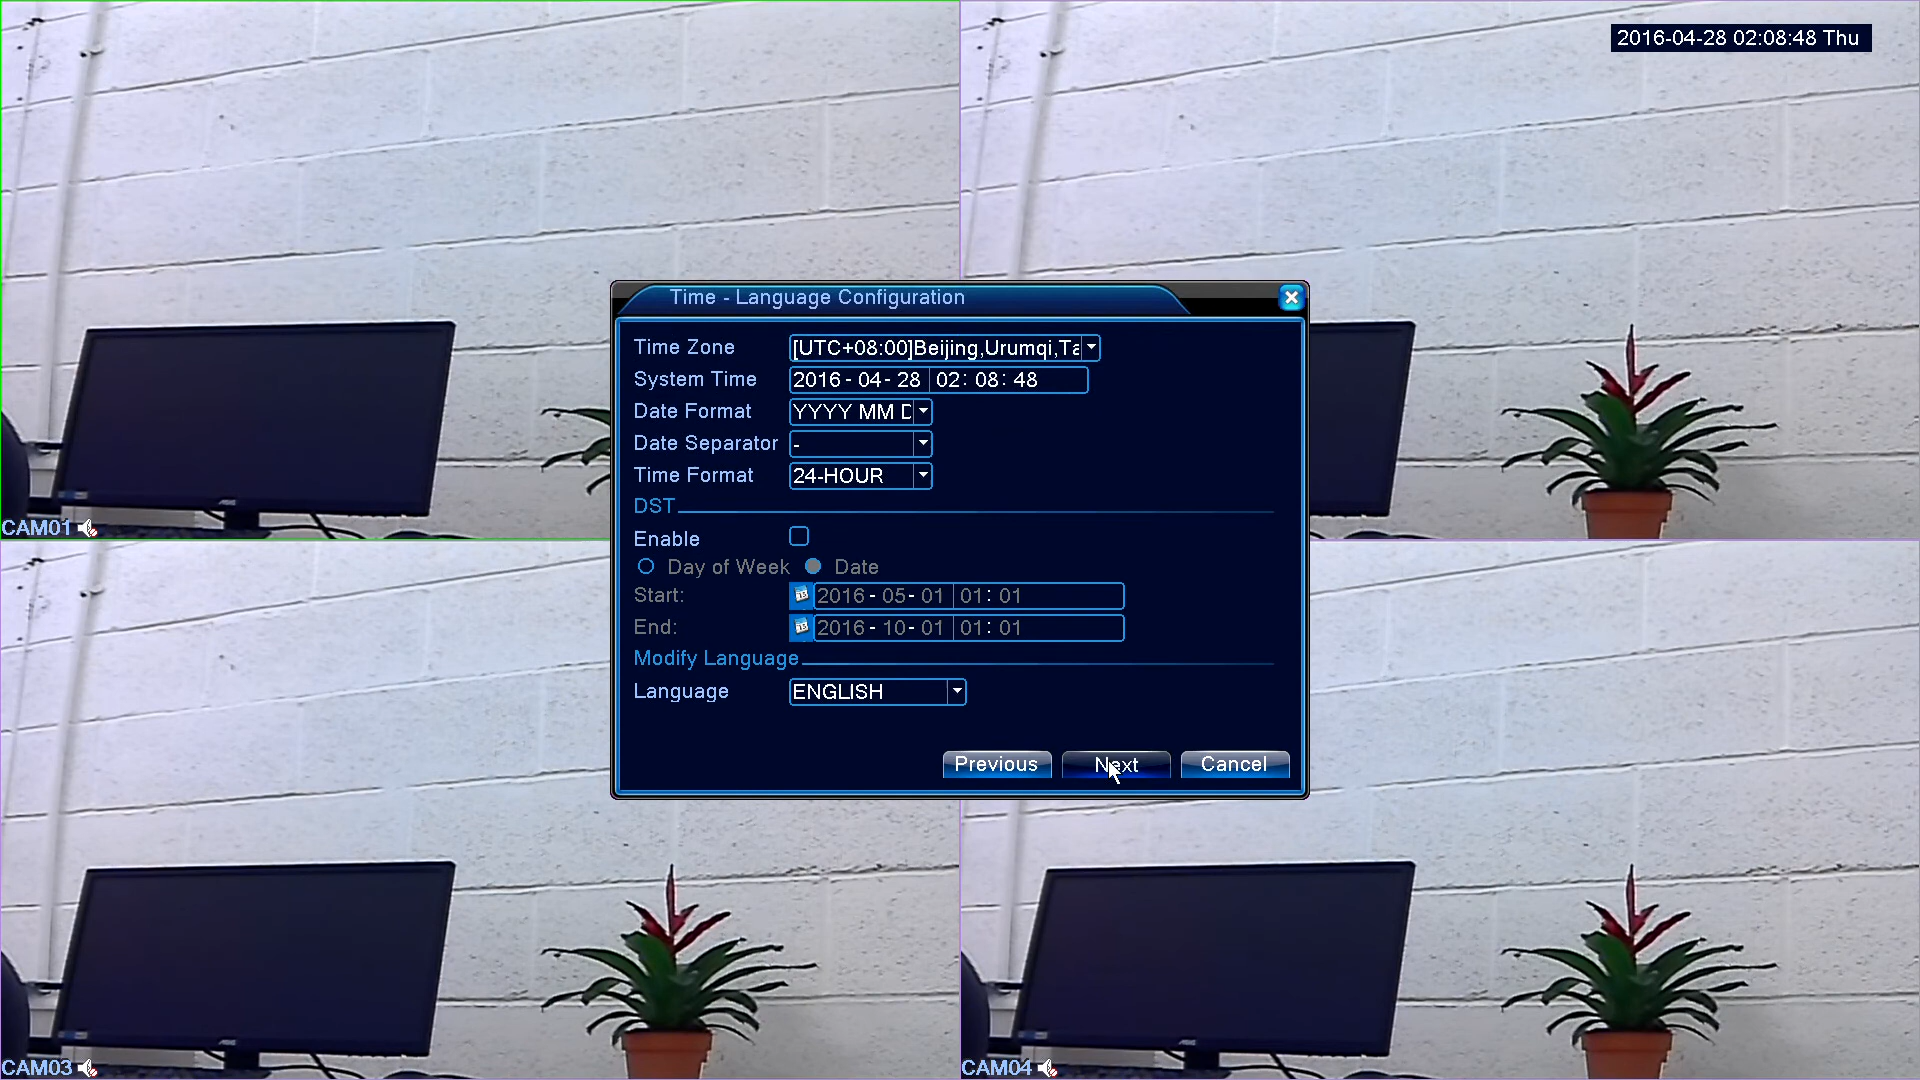 2016-04-28 02:08:48 Thu
Time - Language Configuration
Time Zone [UTC+08:00]Beijing,Urumqi,Ta
System Time 2016-04-28 02:08:48
Date Format YYYY MM D
Date Separator -
Time Format 24-HOUR
DST
Enable
Day of Week Date
Start: 2016-05-01 01:01
End: 2016-10-01 01:01
Modify Language
Language ENGLISH
Previous Next Cancel
CAM01
CAM03
CAM04